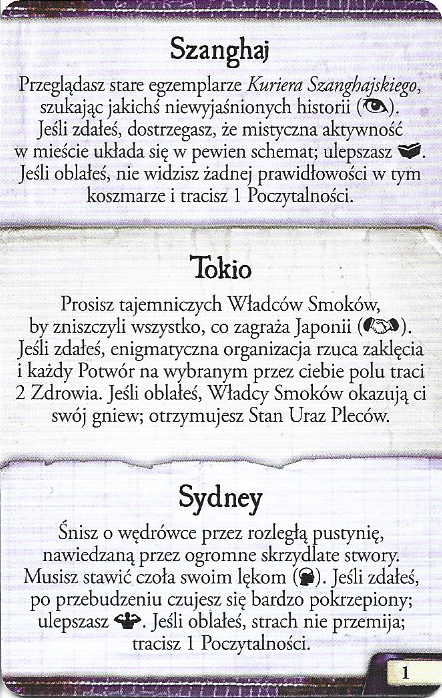 Szanghaj
Przeglądasz stare egzemplarze Kuriera Szanghajskiego,
szukając jakichś niewyjaśnionych historii ( ).
Jeśli zdałeś, dostrzegasz, że mistyczna aktywność
w mieście układa się w pewien schemat; ulepszasz .
Jeśli oblałeś, nie widzisz żadnej prawidłowości w tym
koszmarze i tracisz 1 Poczytalności.
Tokio
Prosisz tajemniczych Władców Smoków,
by zniszczyli wszystko, co zagraża Japonii ( ).
Jeśli zdałeś, enigmatyczna organizacja rzuca zaklęcia
i każdy Potwór na wybranym przez ciebie polu traci
2 Zdrowia. Jeśli oblałeś, Władcy Smoków okazują ci
swój gniew; otrzymujesz Stan Uraz Pleców.
Sydney
Śnisz o wędrówce przez rozległą pustynię,
nawiedzaną przez ogromne skrzydlate stwory.
Musisz stawić czoła swoim lękom ( ). Jeśli zdałeś,
po przebudzeniu czujesz się bardzo pokrzepiony;
ulepszasz . Jeśli oblałeś, strach nie przemija;
tracisz 1 Poczytalności.
1